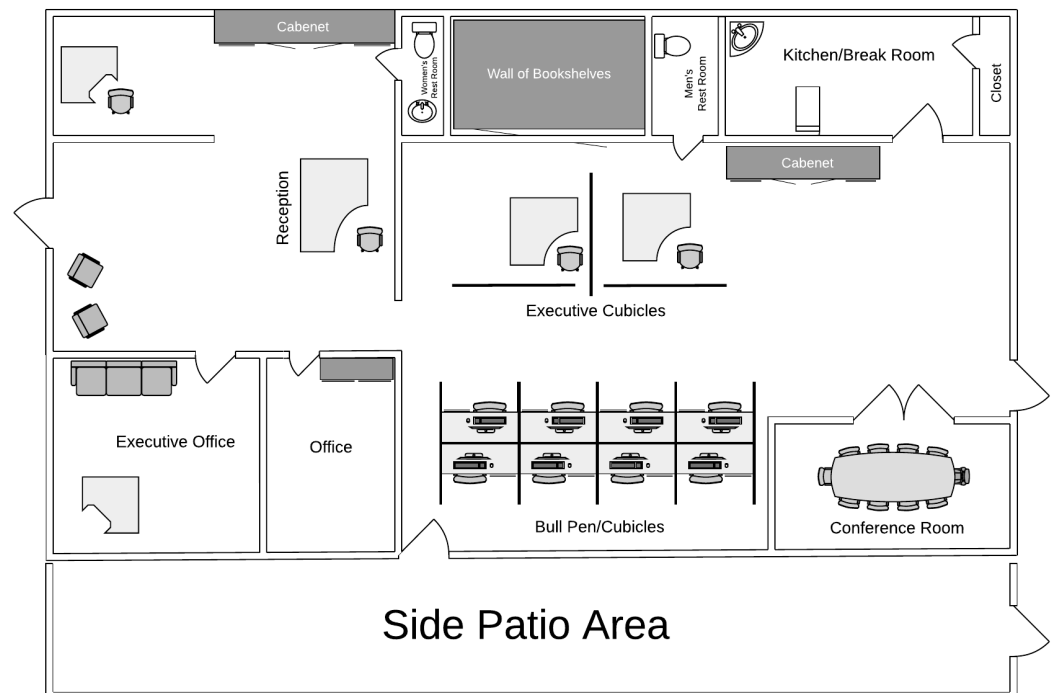 Cabenet
Women's
Rest Room
Wall of Bookshelves
Men's
Rest Room
Kitchen/Break Room
Closet
Cabenet
Reception
Executive Cubicles
Executive Office
Office
Bull Pen/Cubicles
Conference Room
Side Patio Area